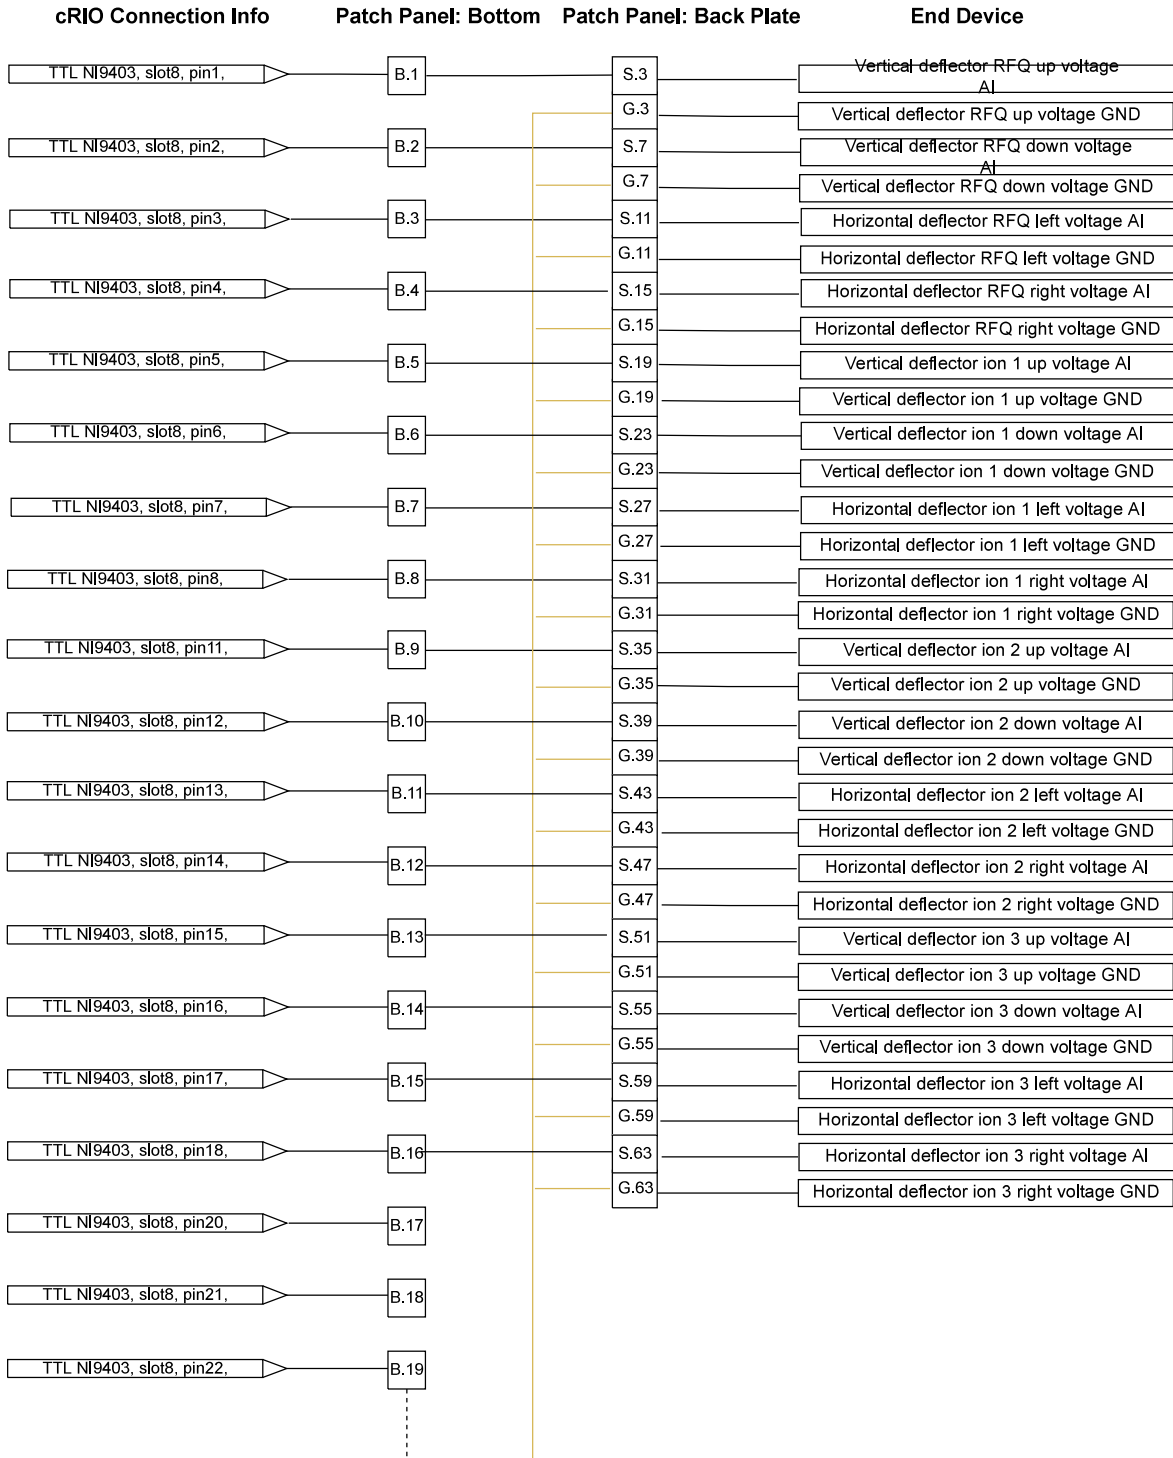 cRIO Connection Info Patch Panel: Bottom Patch Panel: Back Plate End Device
TTL NI9403, slot8, pin1, B.1 S.3 Vertical deflector RFQ up voltage
AI
G.3 Vertical deflector RFQ up voltage GND
TTL NI9403, slot8, pin2, B.2 S.7 Vertical deflector RFQ down voltage
AI
G.7 Vertical deflector RFQ down voltage GND
TTL NI9403, slot8, pin3, B.3 S.11 Horizontal deflector RFQ left voltage AI
G.11 Horizontal deflector RFQ left voltage GND
TTL NI9403, slot8, pin4, B.4 S.15 Horizontal deflector RFQ right voltage AI
G.15 Horizontal deflector RFQ right voltage GND
TTL NI9403, slot8, pin5, B.5 S.19 Vertical deflector ion 1 up voltage AI
G.19 Vertical deflector ion 1 up voltage GND
TTL NI9403, slot8, pin6, B.6 S.23 Vertical deflector ion 1 down voltage AI
G.23 Vertical deflector ion 1 down voltage GND
TTL NI9403, slot8, pin7, B.7 S.27 Horizontal deflector ion 1 left voltage AI
G.27 Horizontal deflector ion 1 left voltage GND
TTL NI9403, slot8, pin8, B.8 S.31 Horizontal deflector ion 1 right voltage AI
G.31 Horizontal deflector ion 1 right voltage GND
TTL NI9403, slot8, pin11, B.9 S.35 Vertical deflector ion 2 up voltage AI
G.35 Vertical deflector ion 2 up voltage GND
TTL NI9403, slot8, pin12, B.10 S.39 Vertical deflector ion 2 down voltage AI
G.39 Vertical deflector ion 2 down voltage GND
TTL NI9403, slot8, pin13, B.11 S.43 Horizontal deflector ion 2 left voltage AI
G.43 Horizontal deflector ion 2 left voltage GND
TTL NI9403, slot8, pin14, B.12 S.47 Horizontal deflector ion 2 right voltage AI
G.47 Horizontal deflector ion 2 right voltage GND
TTL NI9403, slot8, pin15, B.13 S.51 Vertical deflector ion 3 up voltage AI
G.51 Vertical deflector ion 3 up voltage GND
TTL NI9403, slot8, pin16, B.14 S.55 Vertical deflector ion 3 down voltage AI
G.55 Vertical deflector ion 3 down voltage GND
TTL NI9403, slot8, pin17, B.15 S.59 Horizontal deflector ion 3 left voltage AI
G.59 Horizontal deflector ion 3 left voltage GND
TTL NI9403, slot8, pin18, B.16 S.63 Horizontal deflector ion 3 right voltage AI
G.63 Horizontal deflector ion 3 right voltage GND
TTL NI9403, slot8, pin20, B.17
TTL NI9403, slot8, pin21, B.18
TTL NI9403, slot8, pin22, B.19